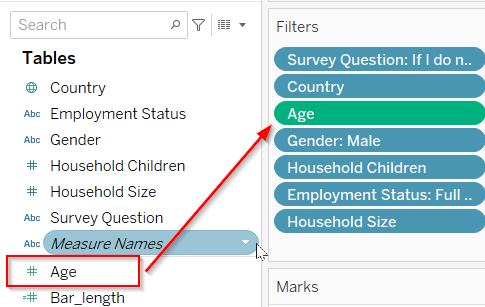 Search
Tables
Country
Abc Employment Status
Abc Gender
# Household Children
# Household Size
Abc Survey Question
Abc Measure Names
# Age
=# Bar_length
Filters
Survey Question: If I do n..
Country
Age
Gender: Male
Household Children
Employment Status: Full ..
Household Size
Marks